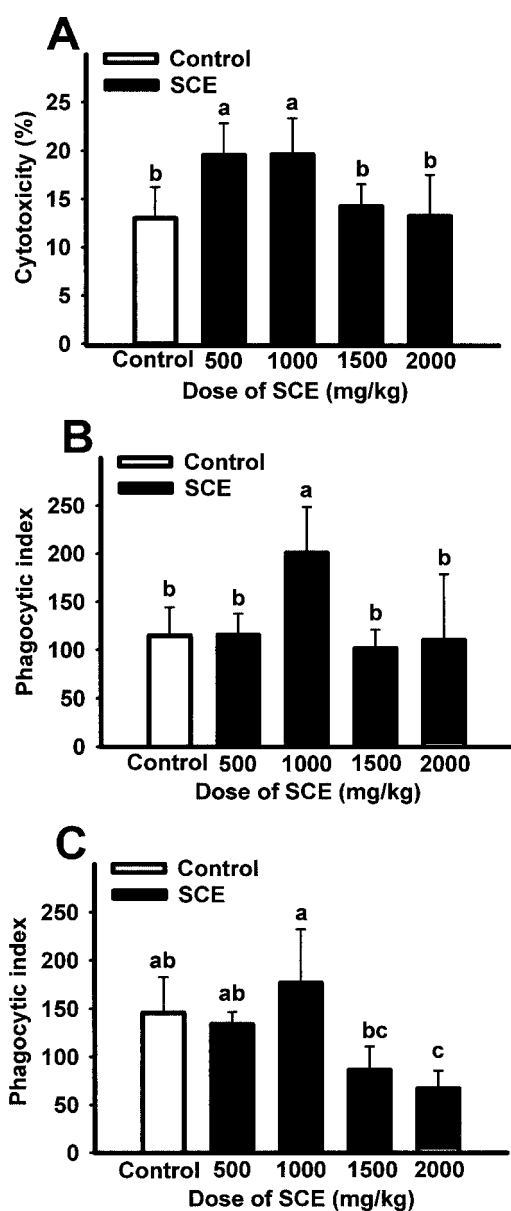 A
Control
SCE
Cytotoxicity (%)
25
20
15
10
5
0
b
a
a
b
b
Control 500 1000 1500 2000
Dose of SCE (mg/kg)
B
Control
SCE
Phagocytic index
250
200
150
100
50
0
b
b
a
b
b
Control 500 1000 1500 2000
Dose of SCE (mg/kg)
C
Control
SCE
Phagocytic index
250
200
150
100
50
0
ab
ab
a
bc
c
Control 500 1000 1500 2000
Dose of SCE (mg/kg)